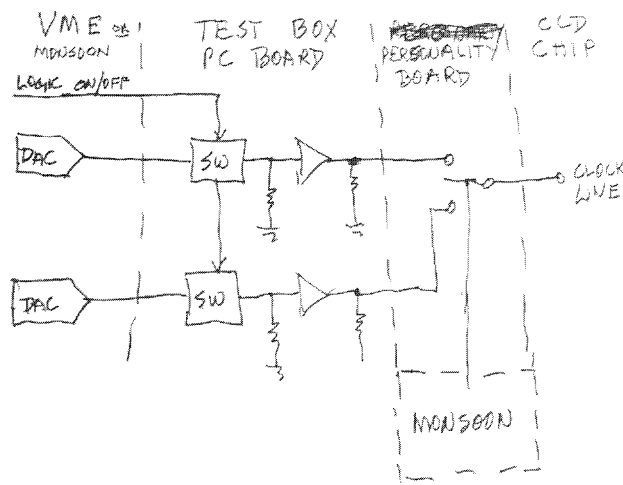 VME OR
MONSOON
TEST BOX
PC BOARD
PERSONALITY
BOARD
CCD
CHIP
LOGIC ON/OFF
DAC
SW
CLOCK
LINE
DAC
SW
MONSOON